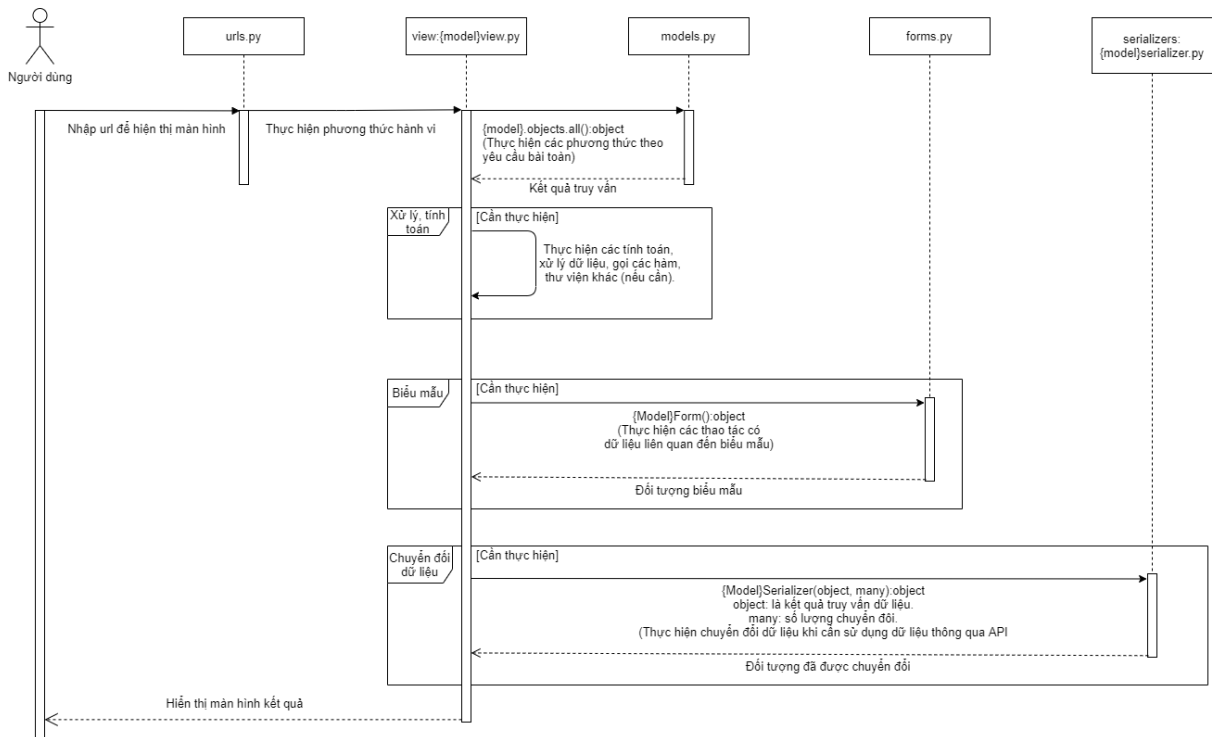 urls.py
view:{model}view.py
models.py
forms.py
serializers:
{model}serializer.py
Người dùng
Nhập url để hiện thị màn hình
Thực hiện phương thức hành vi
{model}.objects.all():object
(Thực hiện các phương thức theo
yêu cầu bài toàn)
Kết quả truy vấn
Xử lý, tính
toán
[Cần thực hiện]
Thực hiện các tính toán,
xử lý dữ liệu, gọi các hàm,
thư viện khác (nếu cần).
Biểu mẫu
[Cần thực hiện]
{Model}Form():object
(Thực hiện các thao tác có
dữ liệu liên quan đến biểu mẫu)
Đối tượng biểu mẫu
Chuyển đổi
dữ liệu
[Cần thực hiện]
{Model}Serializer(object, many):object
object: là kết quả truy vấn dữ liệu.
many: số lượng chuyển đôi.
(Thực hiện chuyển đổi dữ liệu khi cần sử dụng dữ liệu thông qua API
Đối tượng đã được chuyển đổi
Hiển thị màn hình kết quả